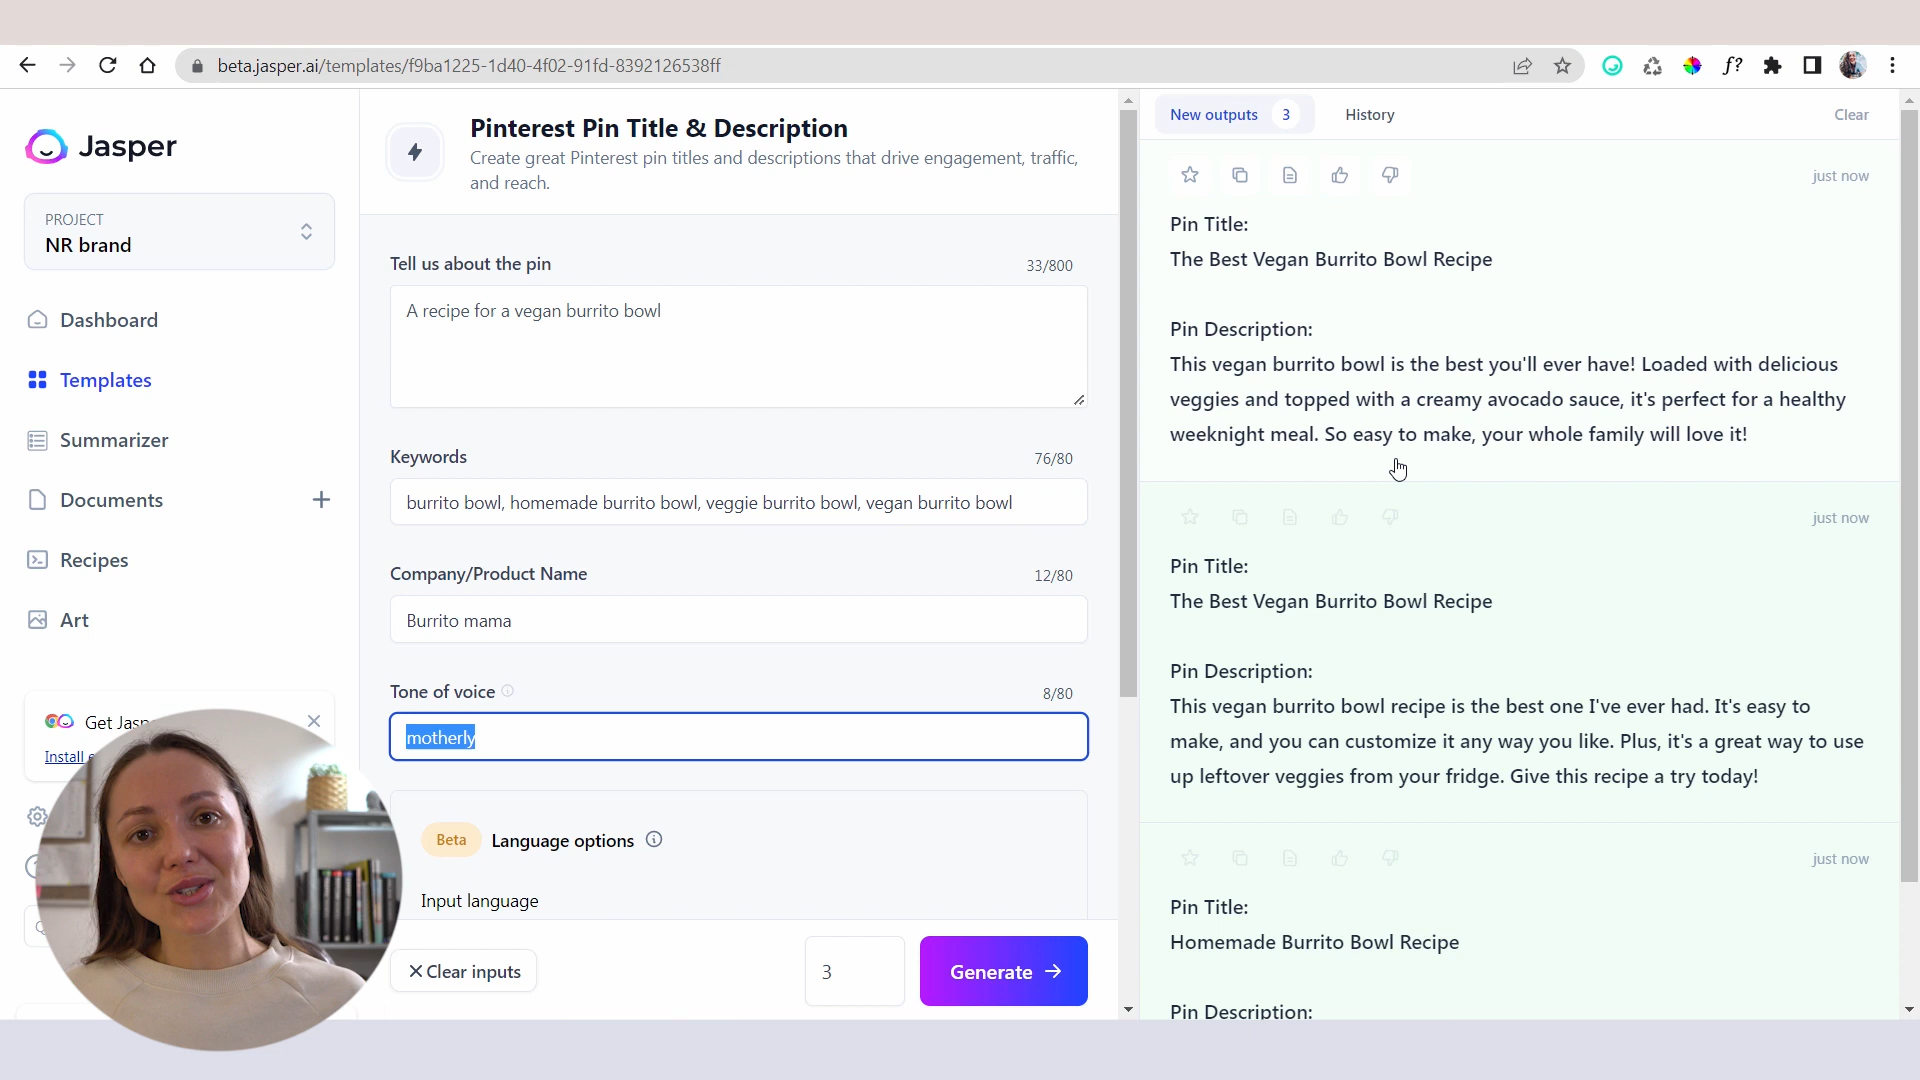 beta.jasper.ai/templates/f9ba1225-1d40-4f02-91fd-8392126538ff
f?
Jasper
PROJECT
NR brand
Dashboard
Templates
Summarizer
Documents
Recipes
Art
Get Jasp
Install
Pinterest Pin Title & Description
Create great Pinterest pin titles and descriptions that drive engagement, traffic,
and reach.
Tell us about the pin
33/800
A recipe for a vegan burrito bowl
Keywords
76/80
burrito bowl, homemade burrito bowl, veggie burrito bowl, vegan burrito bowl
Company/Product Name
12/80
Burrito mama
Tone of voice
8/80
motherly
Beta
Language options
Input language
Clear inputs
3
Generate
New outputs 3
History
Clear
just now
Pin Title:
The Best Vegan Burrito Bowl Recipe
Pin Description:
This vegan burrito bowl is the best you'll ever have! Loaded with delicious
veggies and topped with a creamy avocado sauce, it's perfect for a healthy
weeknight meal. So easy to make, your whole family will love it!
just now
Pin Title:
The Best Vegan Burrito Bowl Recipe
Pin Description:
This vegan burrito bowl recipe is the best one I've ever had. It's easy to
make, and you can customize it any way you like. Plus, it's a great way to use
up leftover veggies from your fridge. Give this recipe a try today!
just now
Pin Title:
Homemade Burrito Bowl Recipe
Pin Description: